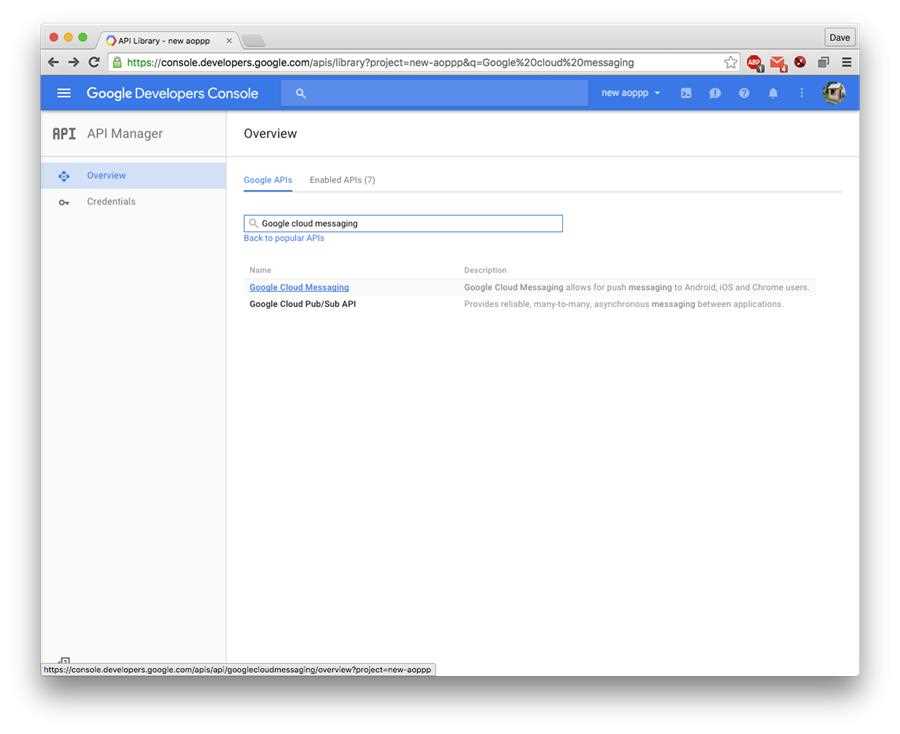 API Library - new aoppp
Dave
https://console.developers.google.com/apis/library?project=new-aoppp&q=Google%20cloud%20messaging
ABP 1
Google Developers Console
new aoppp
API API Manager
Overview
Overview
Credentials
Google APIs Enabled APIs (7)
Google cloud messaging
Back to popular APIs
Name Description
Google Cloud Messaging Google Cloud Messaging allows for push messaging to Android, iOS and Chrome users.
Google Cloud Pub/Sub API Provides reliable, many-to-many, asynchronous messaging between applications.
https://console.developers.google.com/apis/api/googlecloudmessaging/overview?project=new-aoppp